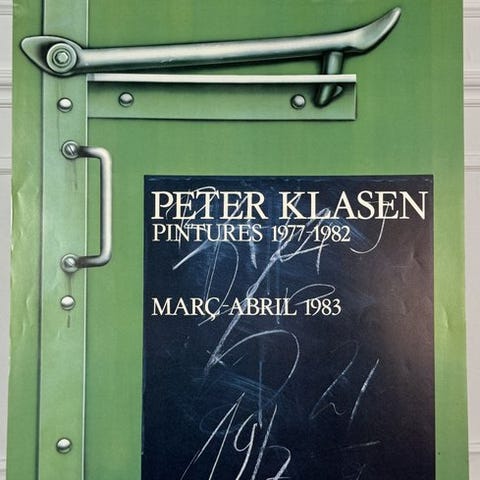 PETER KLASEN
PINTURES 1977-1982
MARÇ-ABRIL 1983